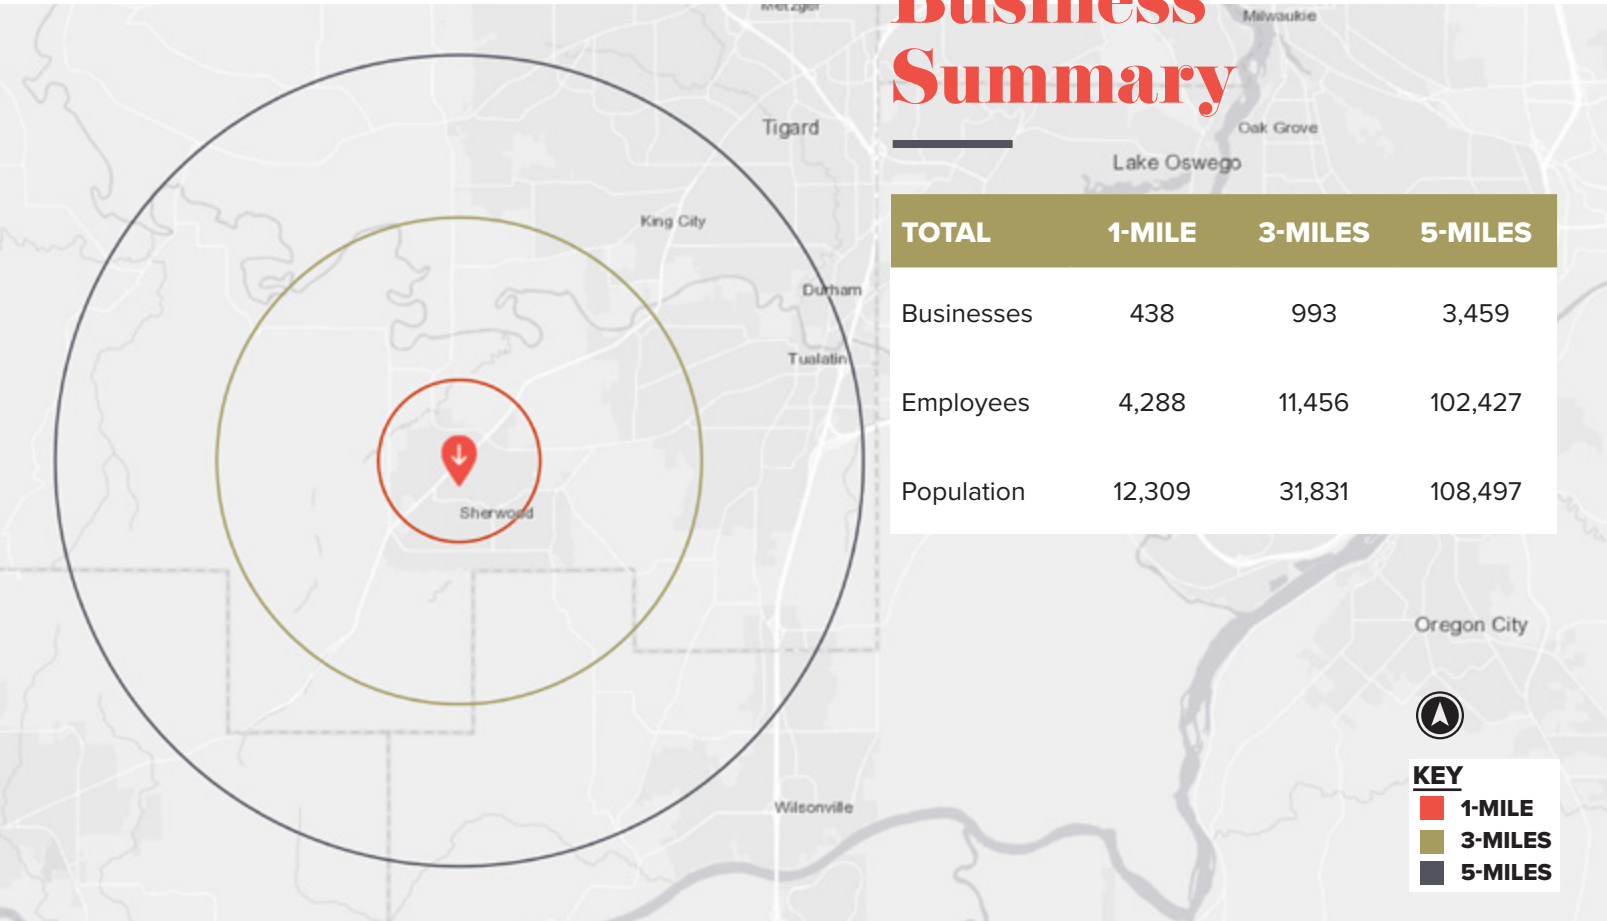 Metzger
Business
Summary
Milwaukie
Tigard
Oak Grove
Lake Oswego
King City
Durham
Tualatin
Sherwood
Wilsonville
Oregon City
TOTAL 1-MILE 3-MILES 5-MILES
Businesses 438 993 3,459
Employees 4,288 11,456 102,427
Population 12,309 31,831 108,497
KEY
1-MILE
3-MILES
5-MILES